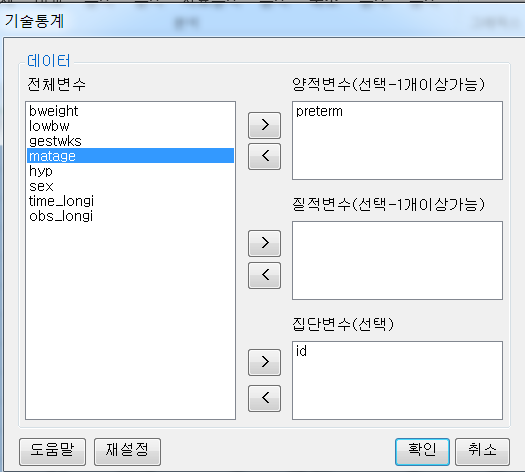 기술통계
데이터
전체변수
bweight
lowbw
gestwks
matage
hyp
sex
time_longi
obs_longi
>
<
양적변수(선택-1개이상가능)
preterm
>
<
질적변수(선택-1개이상가능)
>
<
집단변수(선택)
id
도움말
재설정
확인
취소